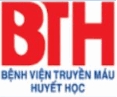 BTH
BỆNH VIỆN TRUYỀN MÁU
HUYẾT HỌC